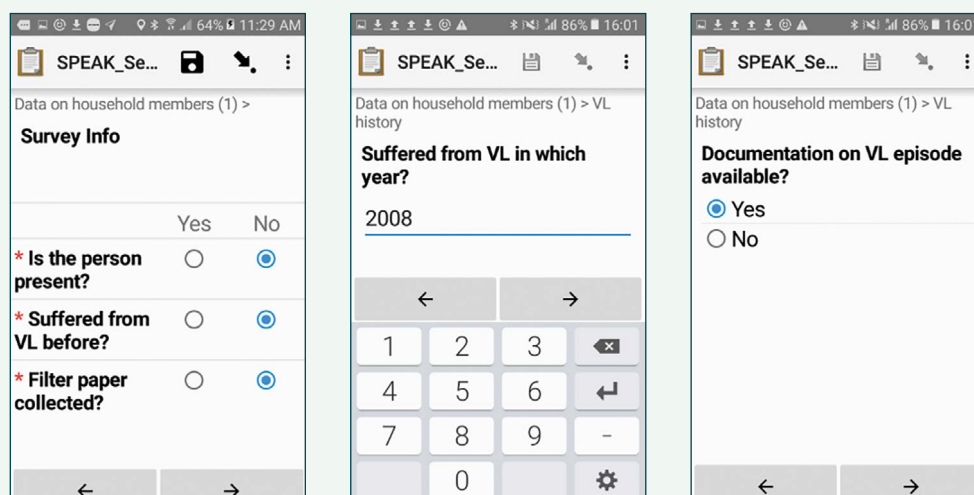 64% 11:29 AM
SPEAK_Se...
Data on household members (1) >
Survey Info
Yes No
* Is the person
present?
* Suffered from
VL before?
* Filter paper
collected?
86% 16:01
SPEAK_Se...
Data on household members (1) > VL
history
Suffered from VL in which
year?
2008
1 2 3
4 5 6
7 8 9 -
0
86% 16:0
SPEAK_Se...
Data on household members (1) > VL
history
Documentation on VL episode
available?
Yes
No